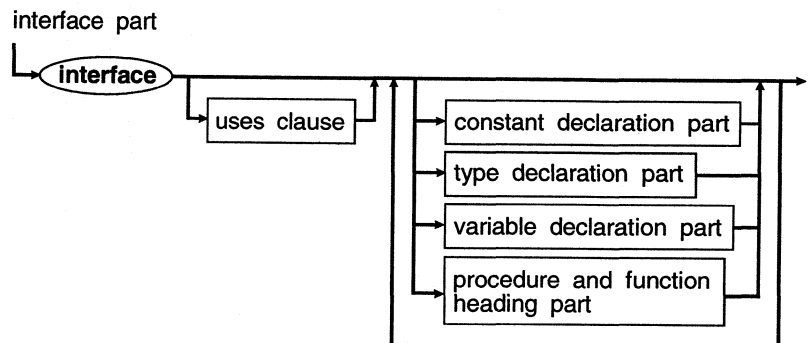 interface part
interface
uses clause
constant declaration part
type declaration part
variable declaration part
procedure and function
heading part